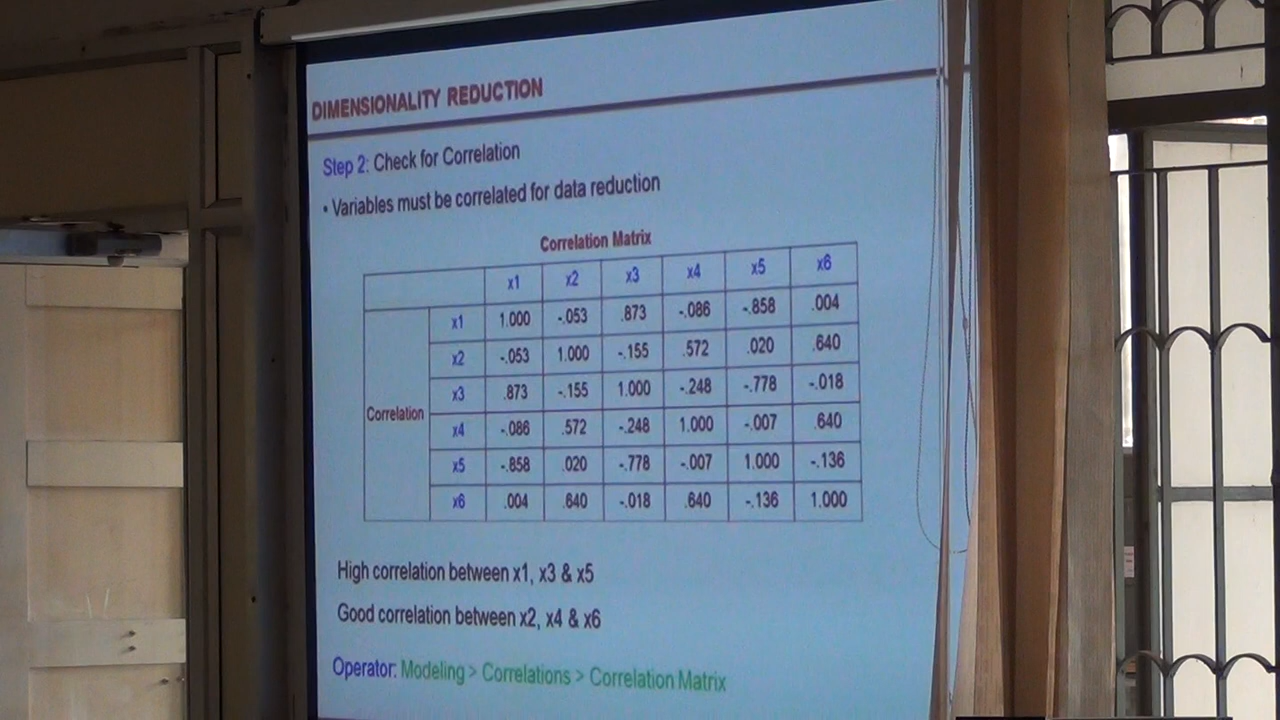 DIMENSIONALITY REDUCTION
Step 2: Check for Correlation
• Variables must be correlated for data reduction
Correlation Matrix
x1 x2 x3 x4 x5 x6
x1 1.000 -.053 .873 -.086 -.858 .004
x2 -.053 1.000 -.155 .572 .020 .640
x3 .873 -.155 1.000 -.248 -.778 -.018
Correlation
x4 -.086 .572 -.248 1.000 -.007 .640
x5 -.858 .020 -.778 -.007 1.000 -.136
x6 .004 .640 -.018 .640 -.136 1.000
High correlation between x1, x3 & x5
Good correlation between x2, x4 & x6
Operator: Modeling > Correlations > Correlation Matrix